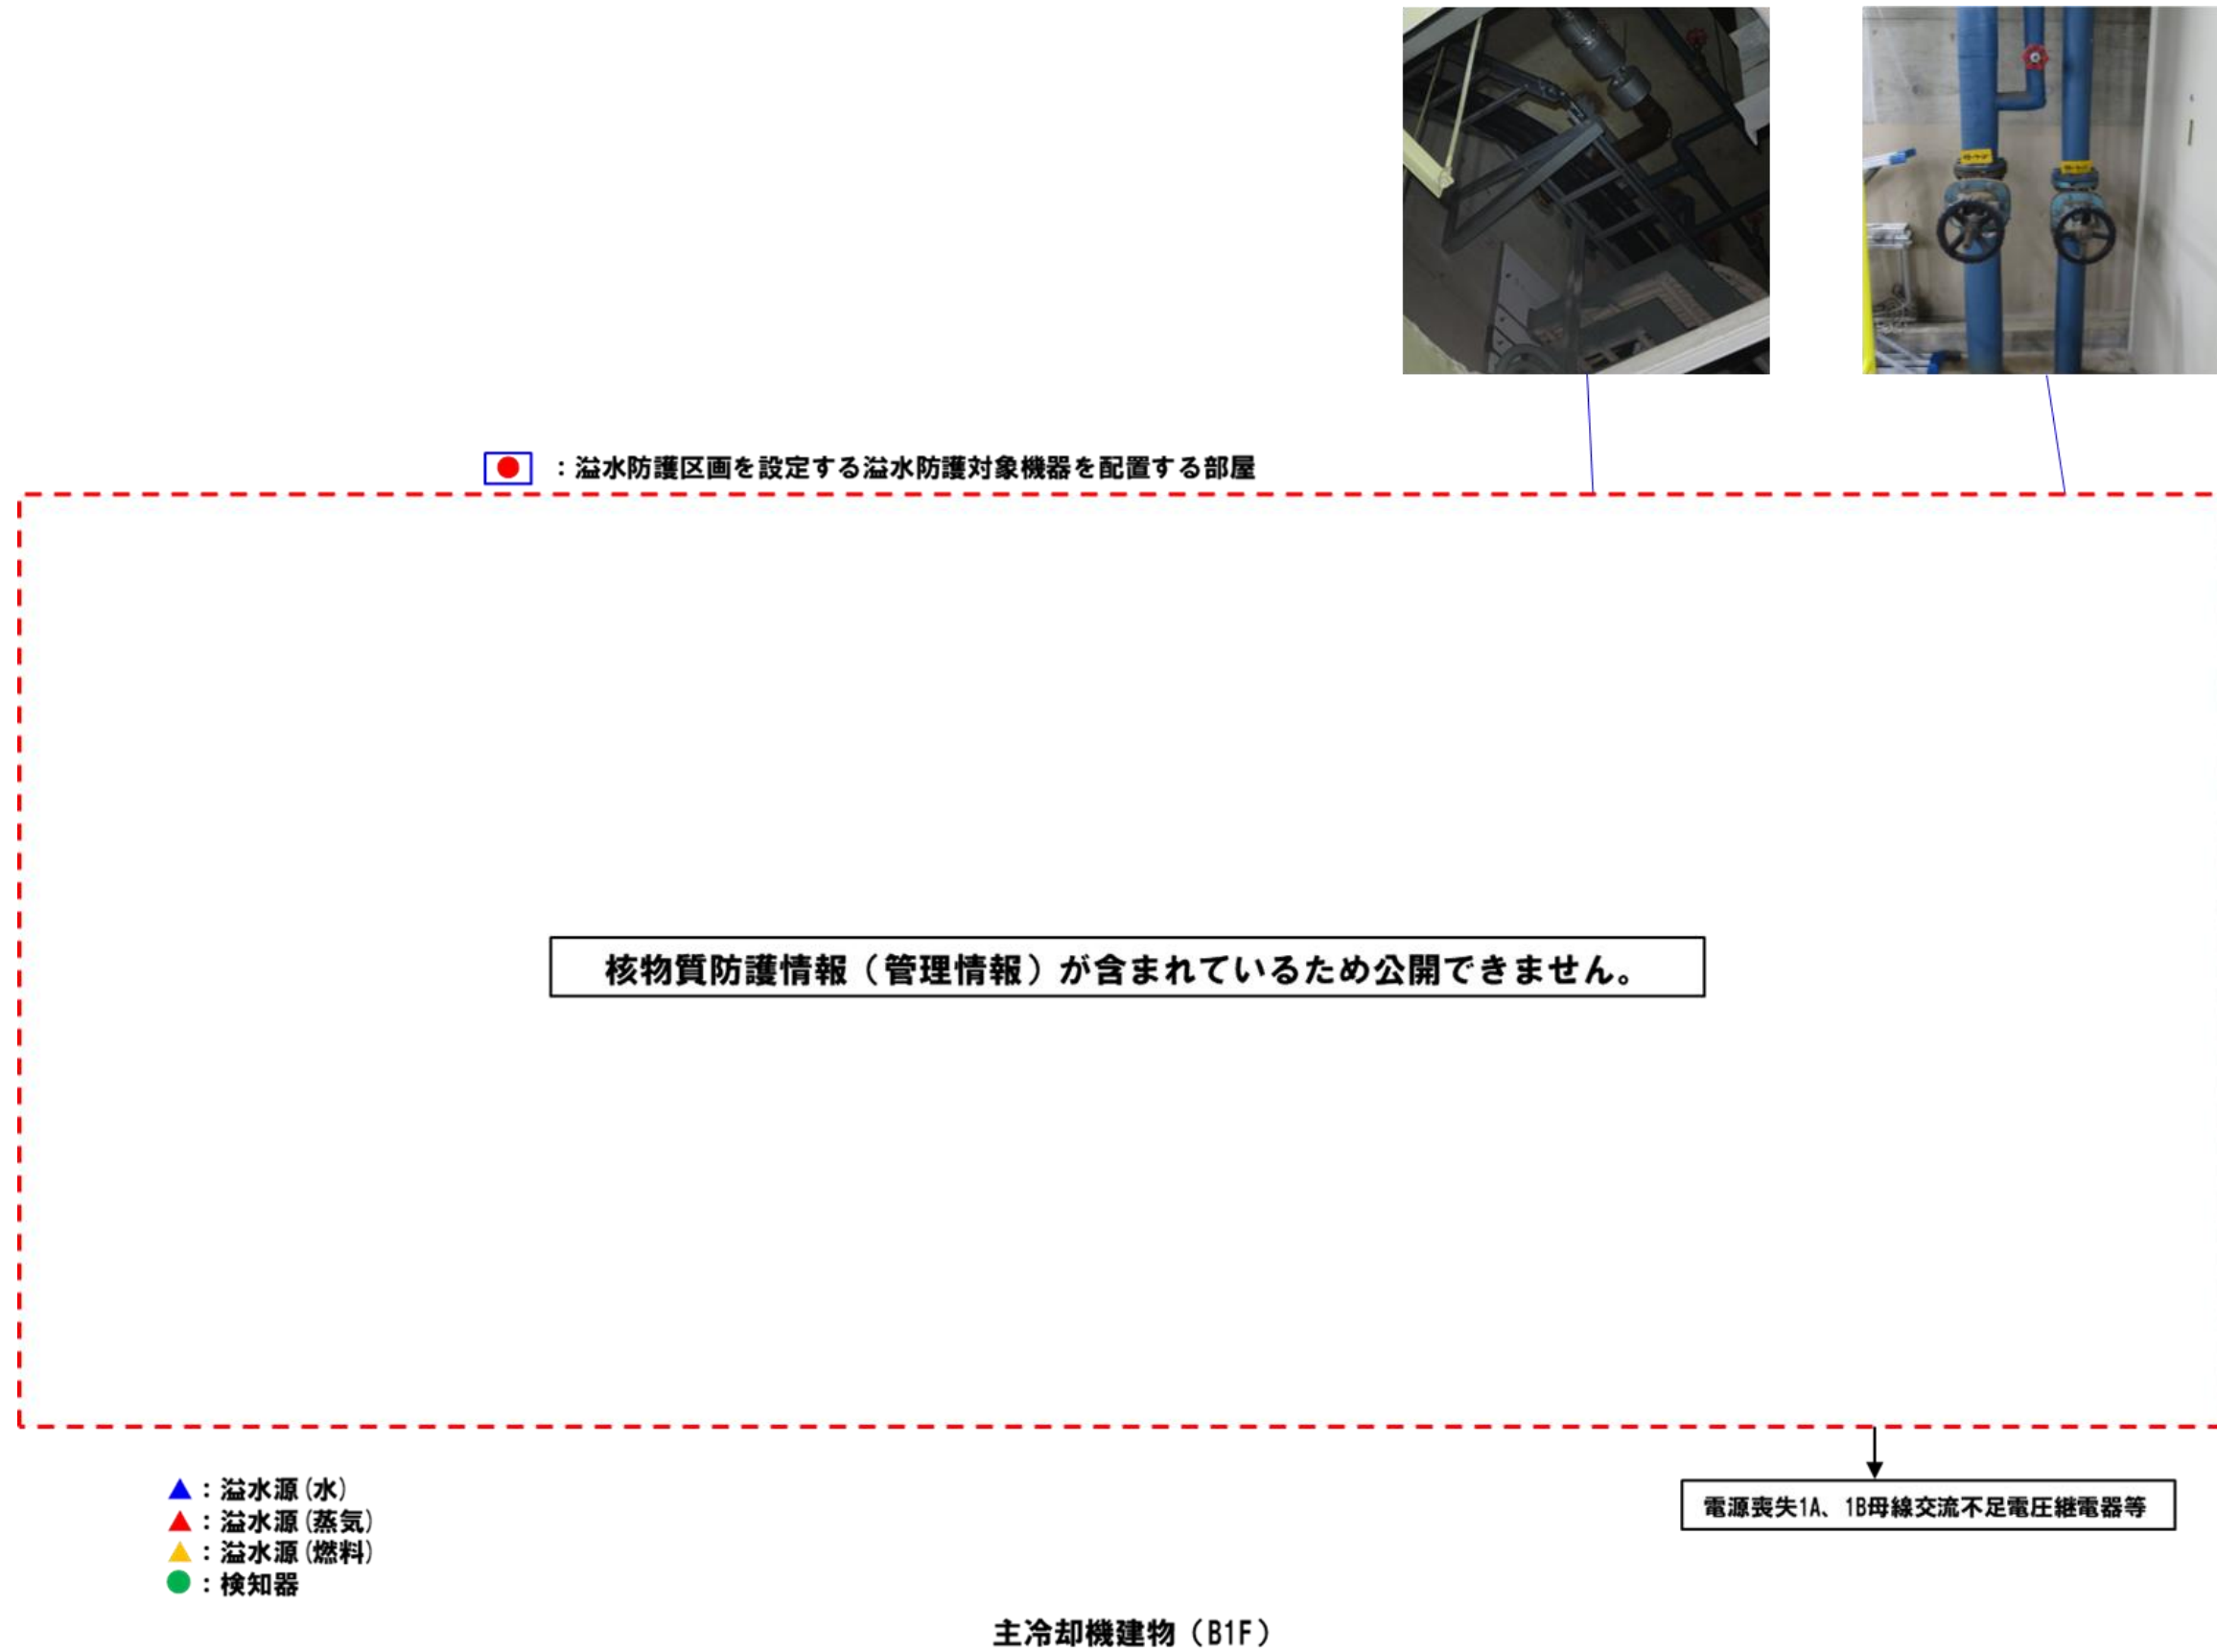 ：溢水防護区画を設定する溢水防護対象機器を配置する部屋
核物質防護情報（管理情報）が含まれているため公開できません。
電源喪失1A、1B母線交流不足電圧継電器等
：溢水源(水)
：溢水源(蒸気)
：溢水源(燃料)
：検知器
主冷却機建物（B1F）